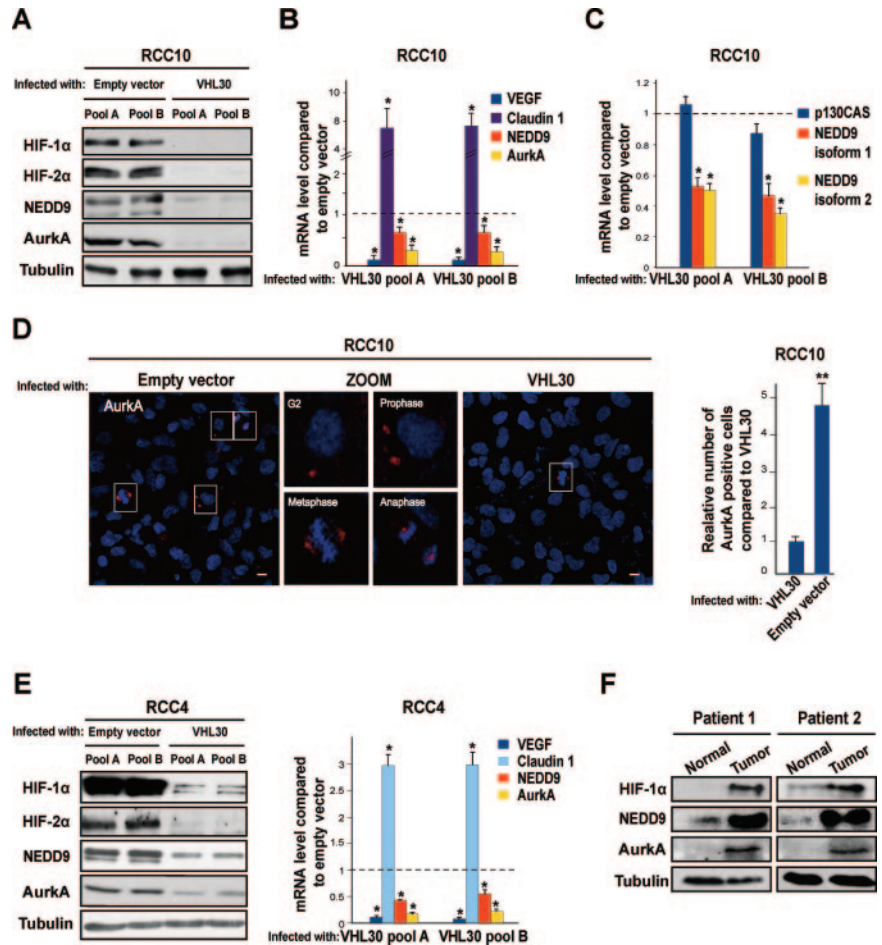 A
RCC10
Infected with: Empty vector VHL30
Pool A Pool B Pool A Pool B
HIF-1α
HIF-2α
NEDD9
AurkA
Tubulin
B
RCC10
mRNA level compared
to empty vector
10
8
6
1
0
*
*
*
*
*
*
*
*
VEGF
Claudin 1
NEDD9
AurkA
Infected with: VHL30 pool A VHL30 pool B
C
RCC10
mRNA level compared
to empty vector
1.2
1
0.8
0.6
0.4
0.2
0
*
*
*
*
p130CAS
NEDD9
isoform 1
NEDD9
isoform 2
Infected with: VHL30 pool A VHL30 pool B
D
RCC10
Infected with:
Empty vector ZOOM VHL30
AurkA
G2
Prophase
Metaphase
Anaphase
RCC10
Realative number of
AurkA positive cells
compared to VHL30
5
4
2
1
0
**
Infected with: VHL30
Empty vector
E
RCC4
Infected with: Empty vector VHL30
Pool A Pool B Pool A Pool B
HIF-1α
HIF-2α
NEDD9
AurkA
Tubulin
RCC4
mRNA level compared
to empty vector
3
2.5
2
1.5
1
0.5
0
*
*
*
*
*
*
*
*
VEGF
Claudin 1
NEDD9
AurkA
Infected with: VHL30 pool A VHL30 pool B
F
Patient 1 Patient 2
Normal Tumor Normal Tumor
HIF-1α
NEDD9
AurkA
Tubulin